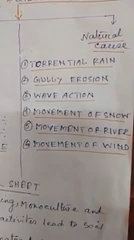 Natural
cause
① TORRENTIAL RAIN
② GULLY EROSION
③ WAVE ACTION
④ MOVEMENT OF SNOW
⑤ MOVEMENT OF RIVER
⑥ MOVEMENT OF WIND
SHEET
Monoculture and
lead to soil